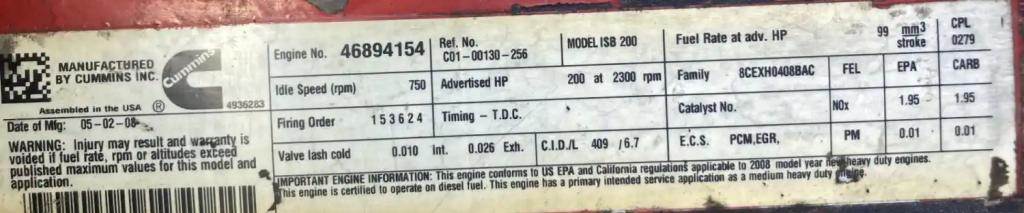 MANUFACTURED
BY CUMMINS INC.
Cummins
®
Assembled in the USA
4936283
Date of Mfg: 05-02-08
WARNING: Injury may result and warranty is
voided if fuel rate, rpm or altitudes exceed
published maximum values for this model and
application.
Engine No. 46894154
Ref. No.
C01-00130-256
MODEL ISB 200
Fuel Rate at adv. HP 99 mm3
stroke
CPL
0279
Idle Speed (rpm) 750
Advertised HP 200 at 2300 rpm
Family 8CEXH0408BAC
FEL EPA CARB
Firing Order 1 5 3 6 2 4
Timing - T.D.C.
Catalyst No.
NOx 1.95 1.95
Valve lash cold 0.010 Int. 0.026 Exh.
C.I.D./L 409 /6.7
E.C.S. PCM,EGR,
PM 0.01 0.01
IMPORTANT ENGINE INFORMATION: This engine conforms to US EPA and California regulations applicable to 2008 model year new heavy duty engines.
This engine is certified to operate on diesel fuel. This engine has a primary intended service application as a medium heavy duty engine.